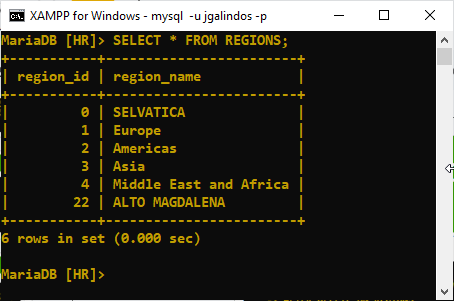 XAMPP for Windows - mysql -u jgalindos -p
MariaDB [HR]> SELECT * FROM REGIONS;
+-----------+------------------------+
| region_id | region_name            |
+-----------+------------------------+
|         0 | SELVATICA              |
|         1 | Europe                 |
|         2 | Americas               |
|         3 | Asia                   |
|         4 | Middle East and Africa |
|        22 | ALTO MAGDALENA         |
+-----------+------------------------+
6 rows in set (0.000 sec)
MariaDB [HR]>